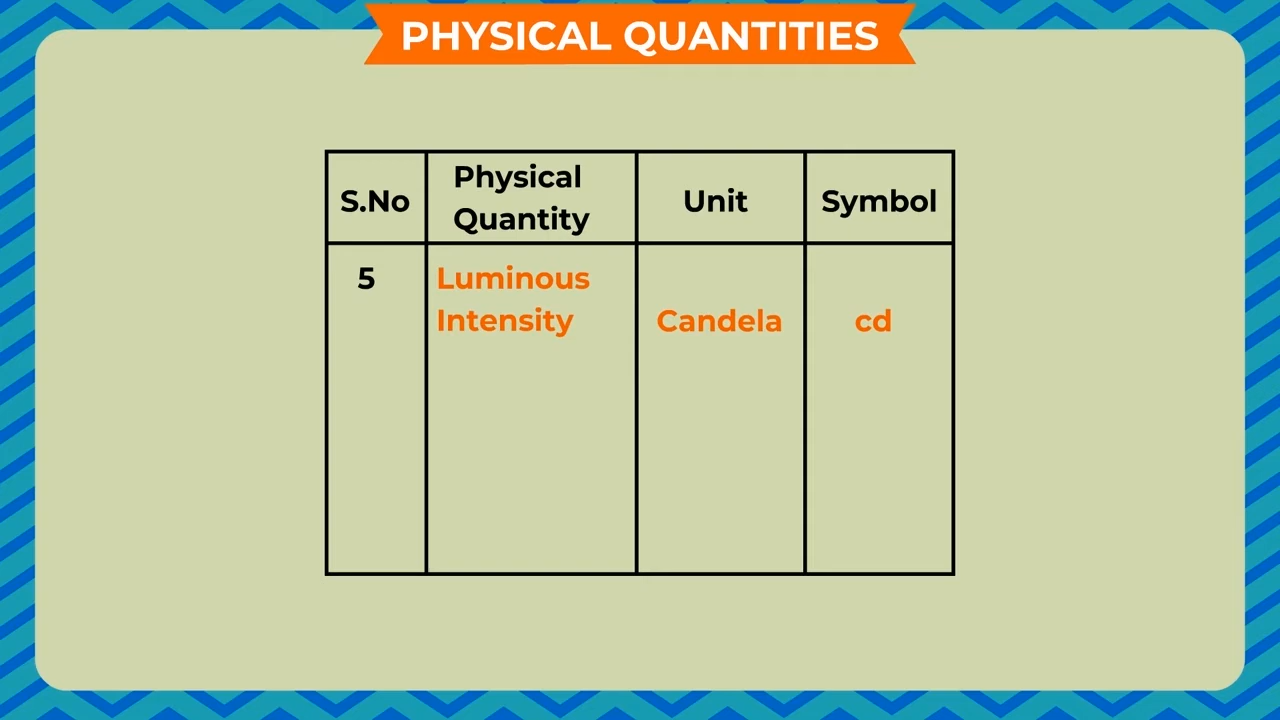 PHYSICAL QUANTITIES
S.No Physical Quantity Unit Symbol
5 Luminous
Intensity Candela cd